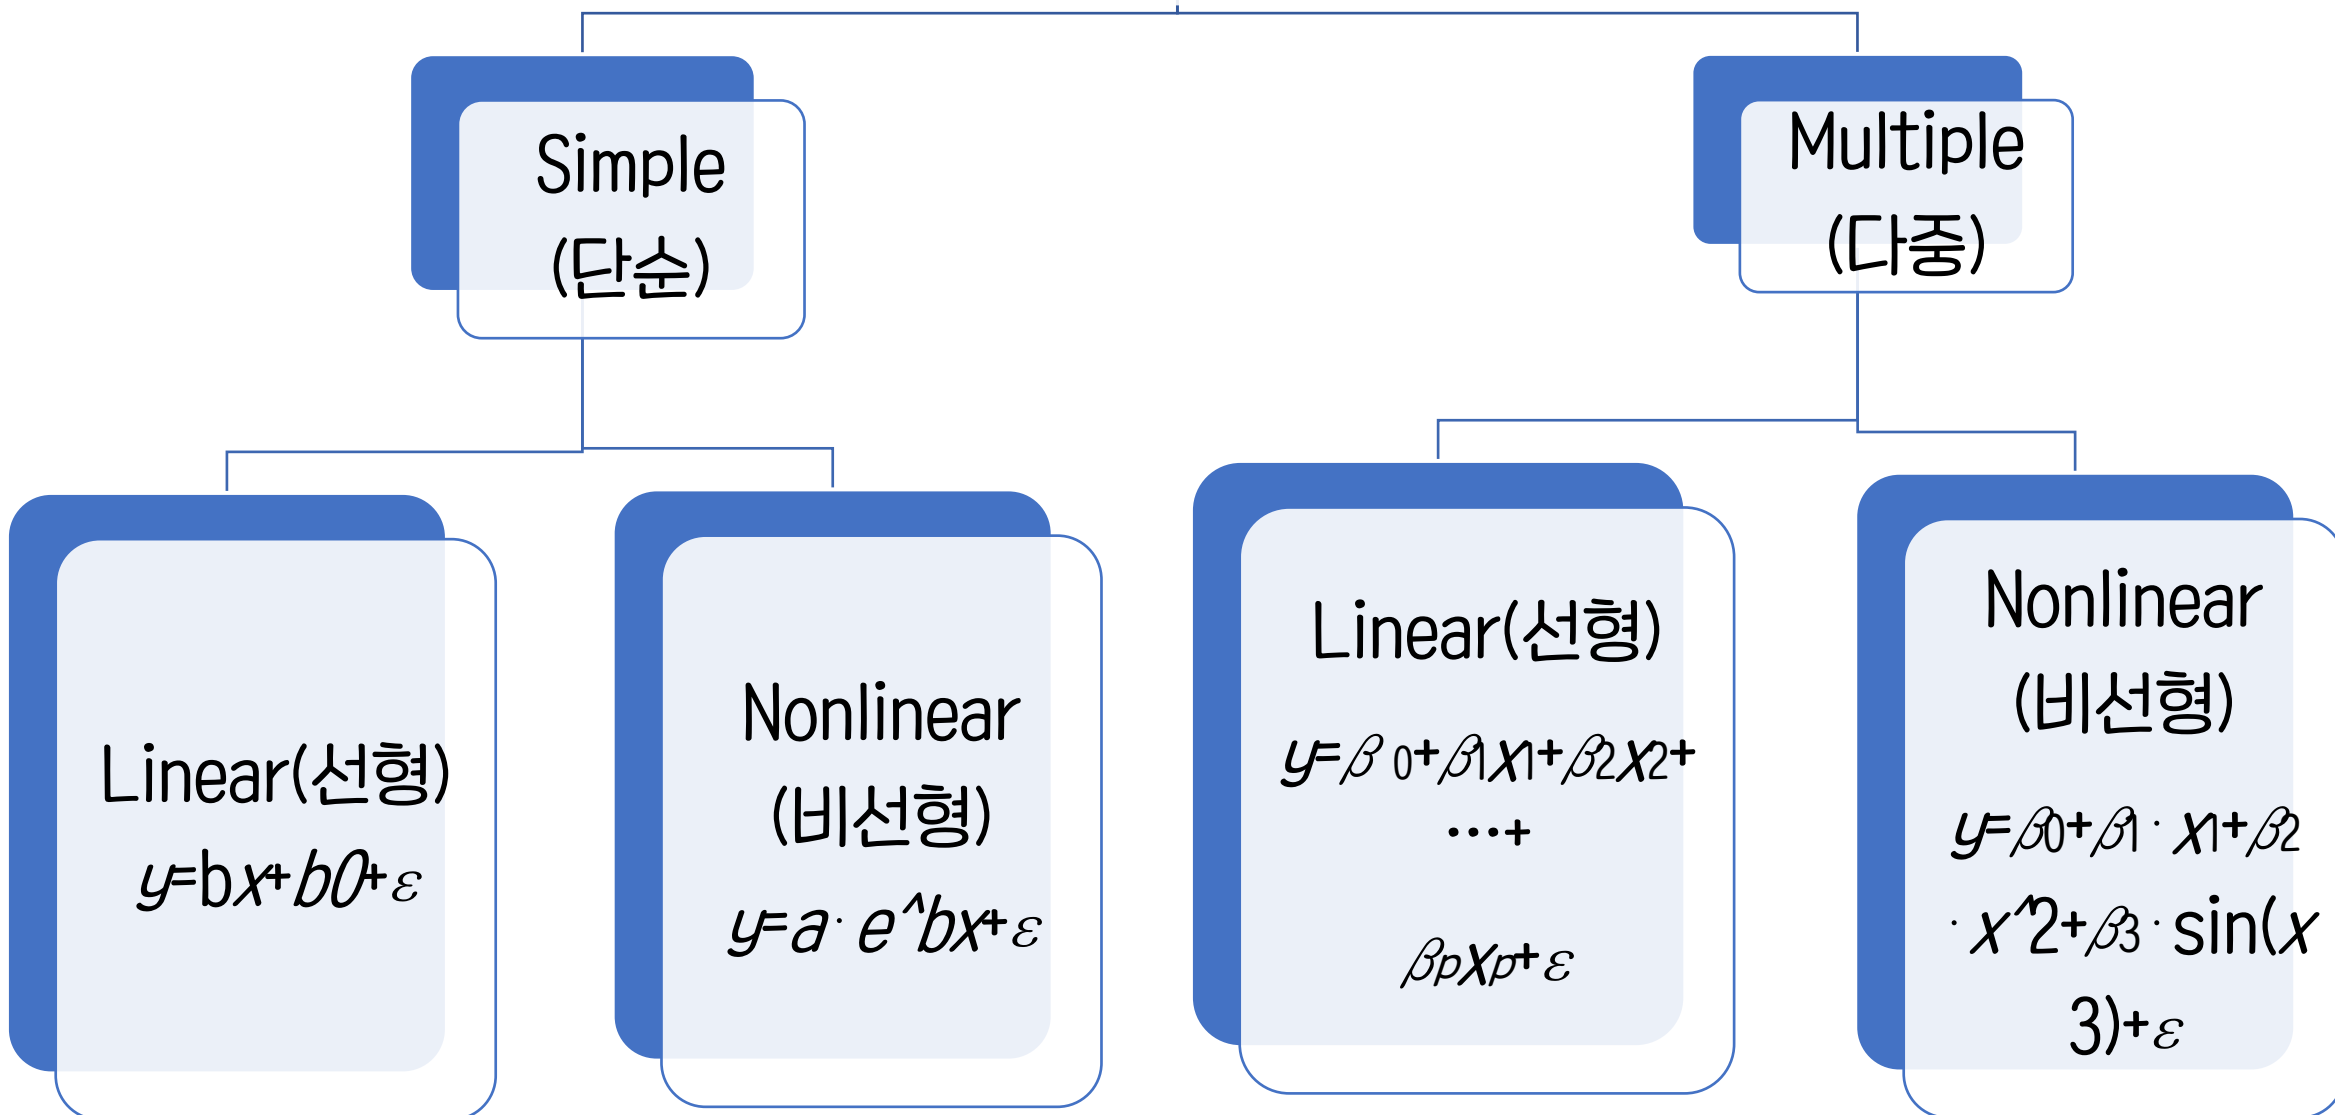 Simple
(단순)
Multiple
(다중)
Linear(선형)
y=bx+b0+ε
Nonlinear
(비선형)
y=a· e^bx+ε
Linear(선형)
y=β 0+β1x1+β2x2+
⋯+
βpxp+ε
Nonlinear
(비선형)
y=β0+β1· x1+β2
· x^2+β3· sin(x
3)+ε